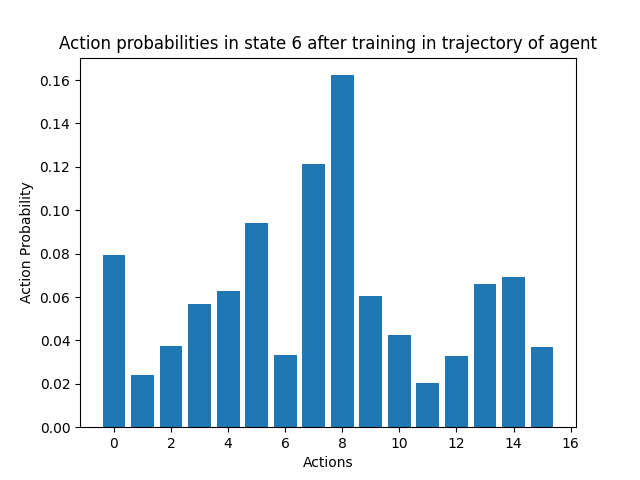 Action probabilities in state 6 after training in trajectory of agent
0.16
0.14
0.12
0.10
0.08
0.06
0.04
0.02
0.00
Action Probability
0 2 4 6 8 10 12 14 16
Actions